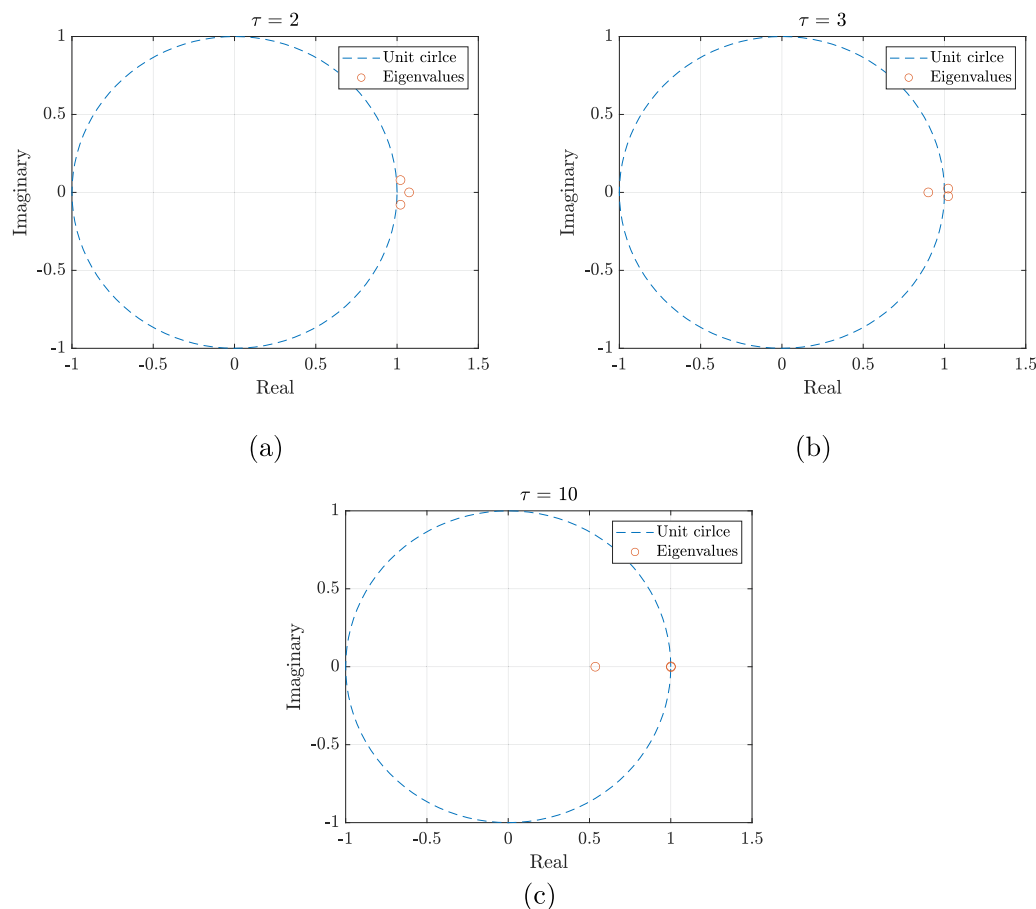 τ = 2
Unit cirlce
Eigenvalues
1
0.5
0
-0.5
-1
Imaginary
-1
-0.5
0
0.5
1
1.5
Real
(a)
τ = 3
Unit cirlce
Eigenvalues
1
0.5
0
-0.5
-1
Imaginary
-1
-0.5
0
0.5
1
1.5
Real
(b)
τ = 10
Unit cirlce
Eigenvalues
1
0.5
0
-0.5
-1
Imaginary
-1
-0.5
0
0.5
1
1.5
Real
(c)